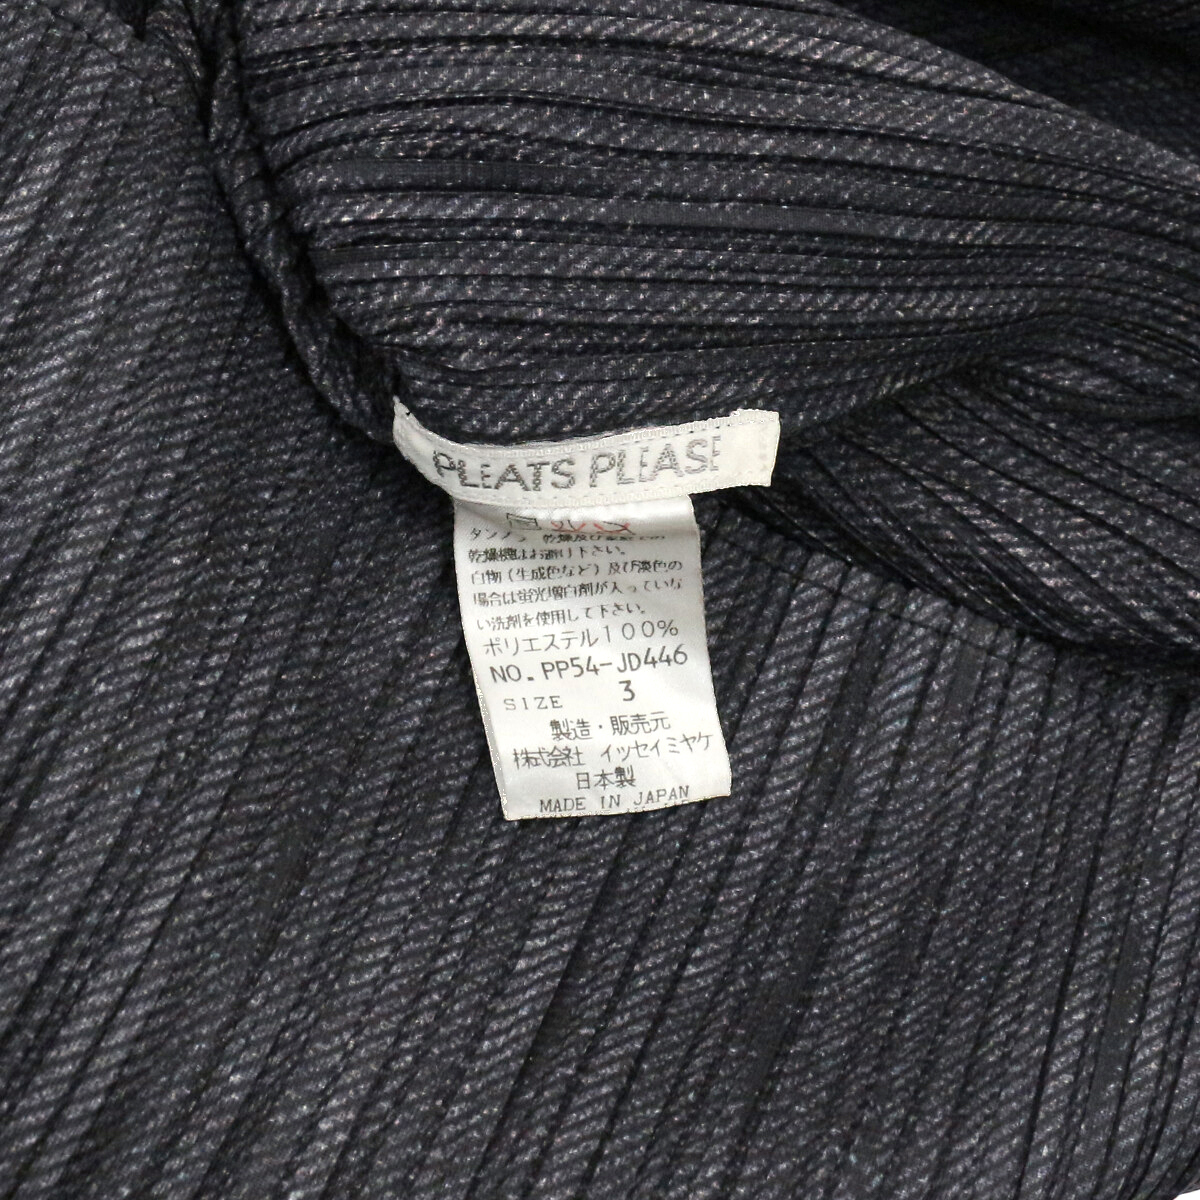 PLEATS PLEASE
乾燥機はお避け下さい。
白物(生成色など)及び淡色の
場合は蛍光増白剤が入っていな
い洗剤を使用して下さい。
ポリエステル100%
NO. PP54-JD446
SIZE 3
製造・販売元
株式会社 イッセイミヤケ
日本製
MADE IN JAPAN